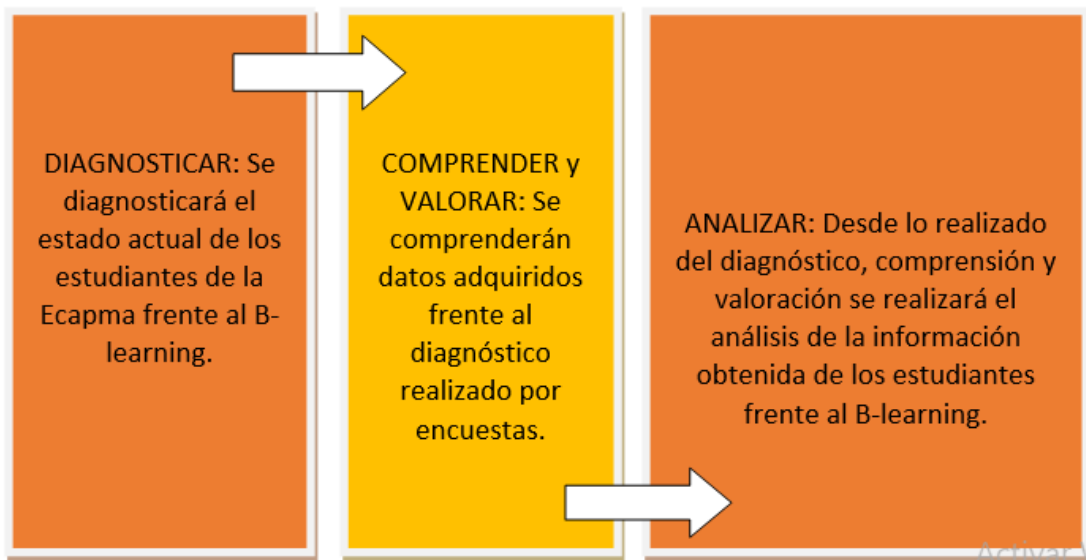 DIAGNOSTICAR: Se
diagnosticará el
estado actual de los
estudiantes de la
Ecapma frente al B-
learning.
COMPRENDER y
VALORAR: Se
comprenderán
datos adquiridos
frente al
diagnóstico
realizado por
encuestas.
ANALIZAR: Desde lo realizado
del diagnóstico, comprensión y
valoración se realizará el
análisis de la información
obtenida de los estudiantes
frente al B-learning.
Activar